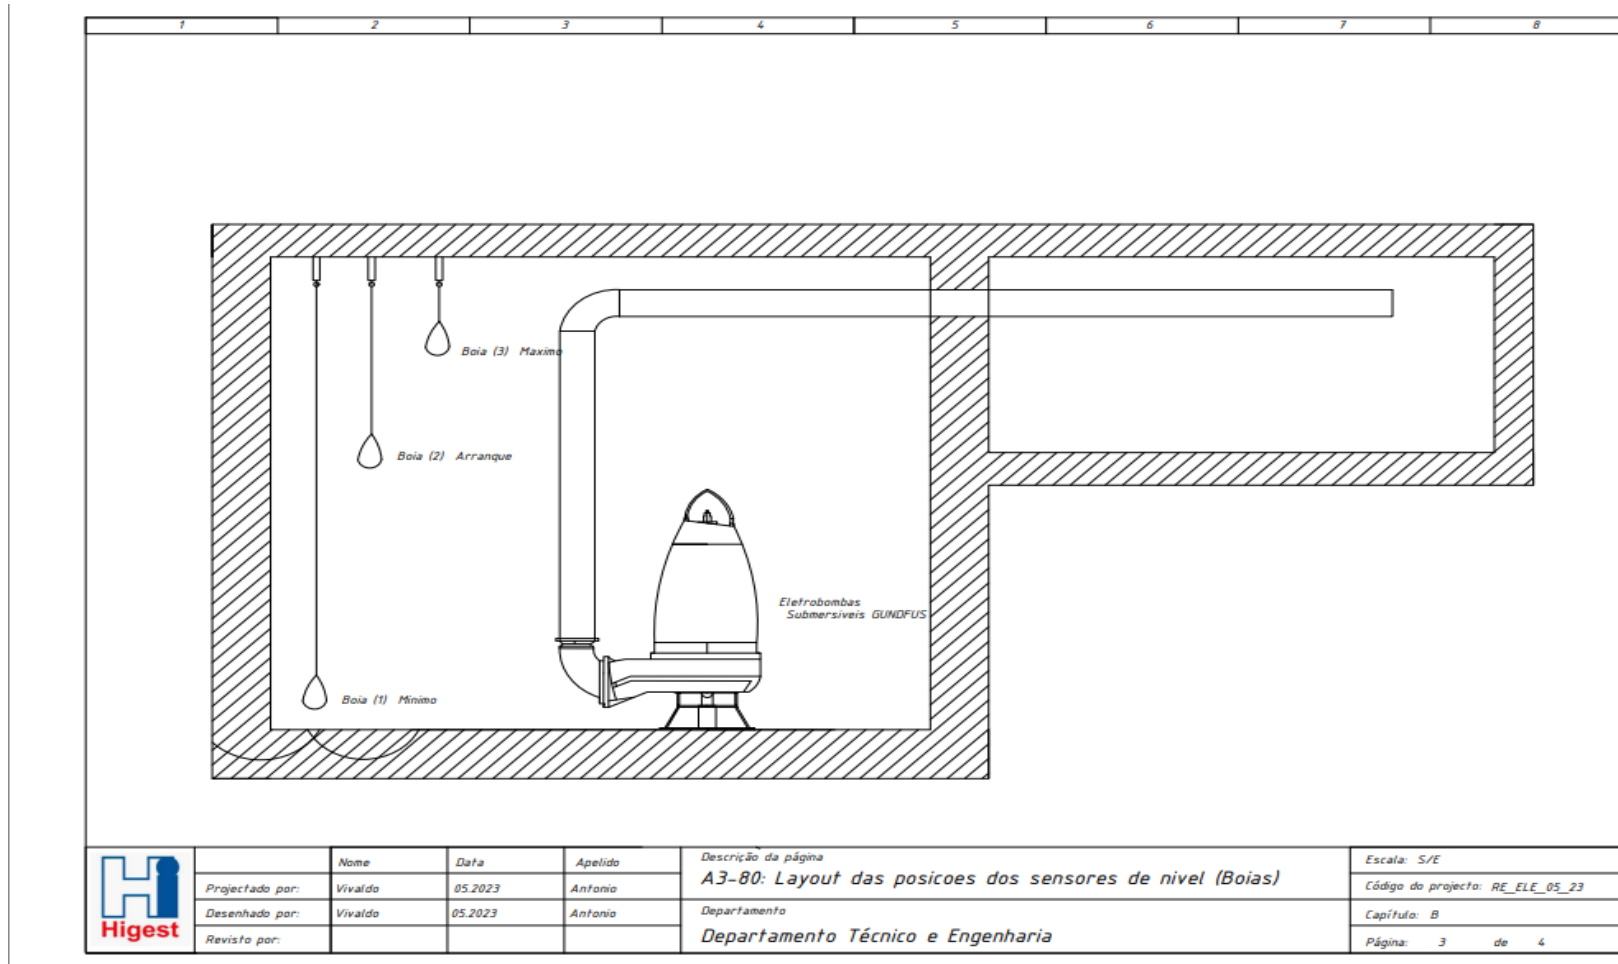 1 2 3 4 5 6 7 8
Boia (3) Maximo
Boia (2) Arranque
Eletrobombas
Submersiveis GUNDFUS
Boia (1) Minimo
Hi
Higest
Nome Data Apelido
Projectado por: Vivaldo 05.2023 Antonio
Desenhado por: Vivaldo 05.2023 Antonio
Revisto por:
Descrição da página
A3-80: Layout das posicoes dos sensores de nivel (Boias)
Departamento
Departamento Técnico e Engenharia
Escala: S/E
Código do projecto: RE_ELE_05_23
Capítulo: B
Página: 3 de 4